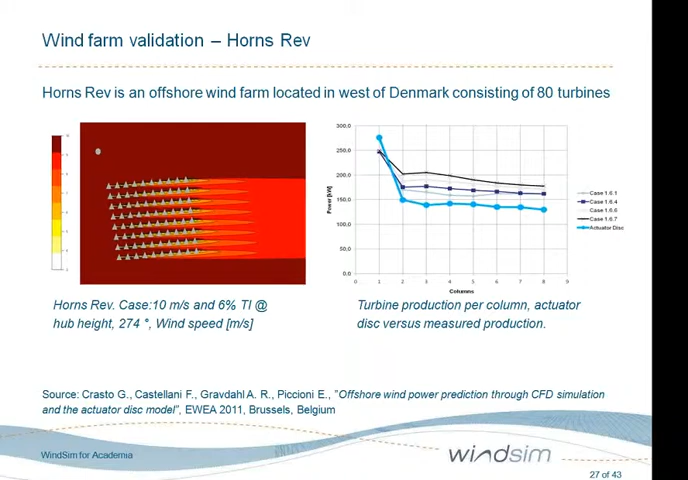 Wind farm validation – Horns Rev
Horns Rev is an offshore wind farm located in west of Denmark consisting of 80 turbines
300,0
250,0
200,0
150,0
100,0
50,0
0,0
Power [kW]
0 1 2 3 4 5 6 7 8 9
Columns
Case 1.6.1
Case 1.6.4
Case 1.6.6
Case 1.6.7
Actuator Disc
Horns Rev. Case:10 m/s and 6% TI @
hub height, 274 °, Wind speed [m/s]
Turbine production per column, actuator
disc versus measured production.
Source: Crasto G., Castellani F., Gravdahl A. R., Piccioni E., "Offshore wind power prediction through CFD simulation
and the actuator disc model", EWEA 2011, Brussels, Belgium
WindSim for Academia
windsim
27 of 43